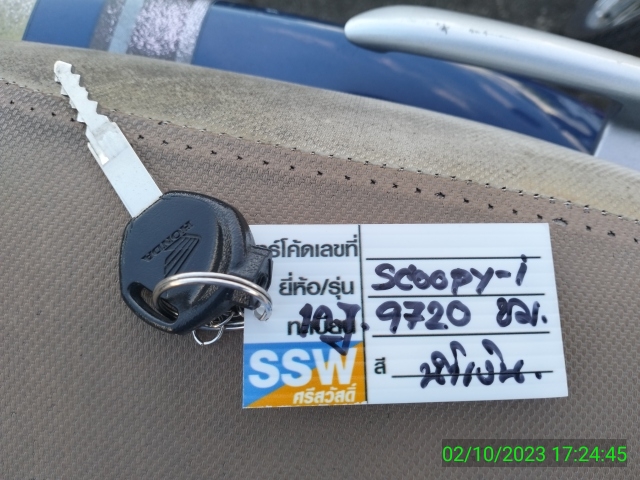 HONDA
ร์โค้ดเลขที่
ยี่ห้อ/รุ่น Scoopy-i
9720 ขม.
สี น้ำเงิน.
SSW
ศรีสวัสดิ์
02/10/2023 17:24:45